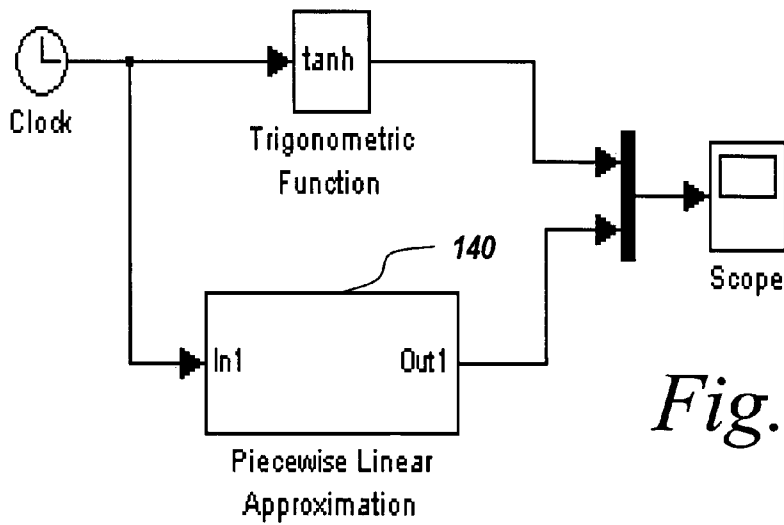 tanh
Clock
Trigonometric
Function
140
Scope
In1
Out1
Fig.
Piecewise Linear
Approximation